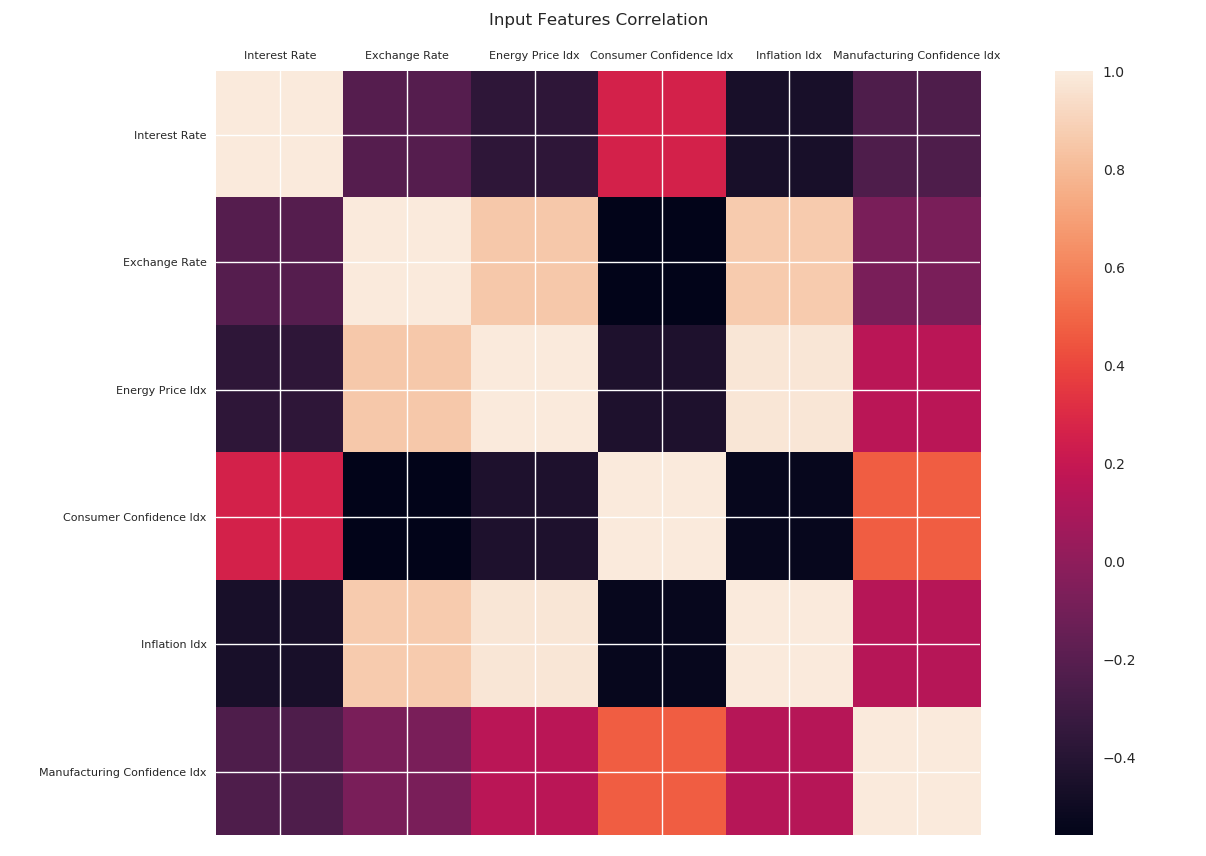 Input Features Correlation
Interest Rate Exchange Rate Energy Price Idx Consumer Confidence Idx Inflation Idx Manufacturing Confidence Idx
Interest Rate
Exchange Rate
Energy Price Idx
Consumer Confidence Idx
Inflation Idx
Manufacturing Confidence Idx
1.0
0.8
0.6
0.4
0.2
0.0
−0.2
−0.4